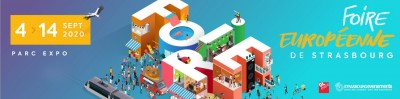 4 > 14 SEPT. 2020
PARC EXPO
FOIRE
FOIRE
EUROPÉENNE
DE STRASBOURG